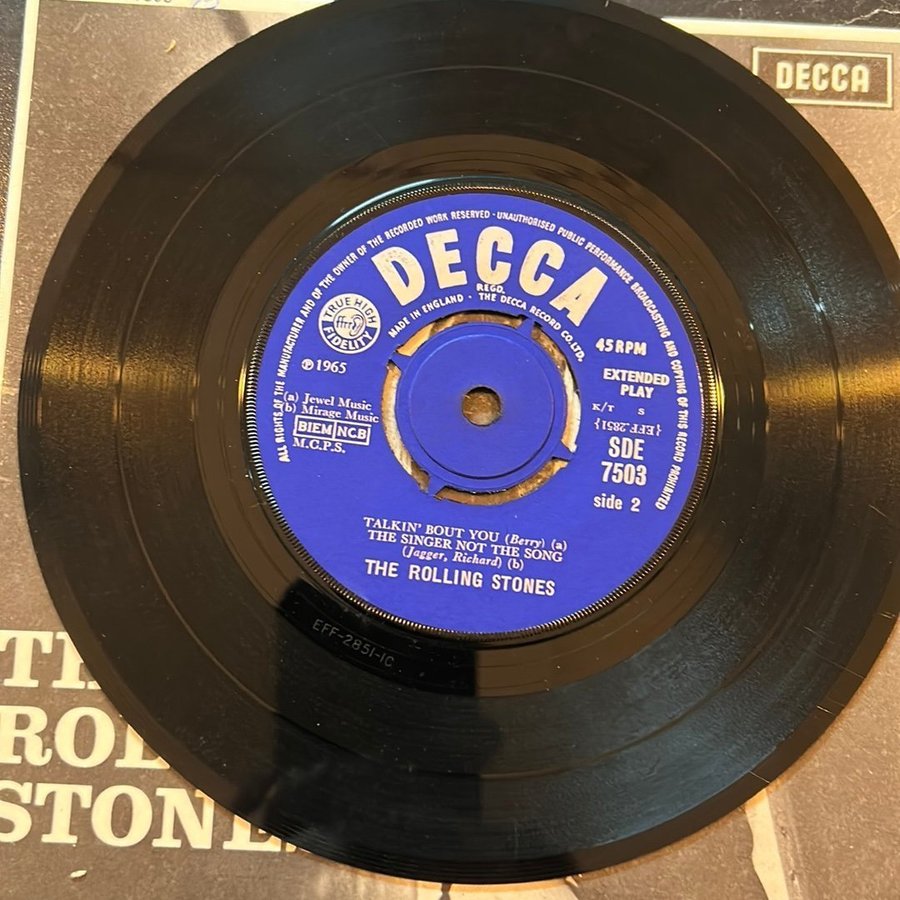 DECCA
ALL RIGHTS OF THE MANUFACTURER AND OF THE OWNER OF THE RECORDED WORK RESERVED · UNAUTHORISED PUBLIC PERFORMANCE BROADCASTING AND COPYING OF THIS RECORD PROHIBITED
DECCA
REGD.
MADE IN ENGLAND · THE DECCA RECORD CO. LTD.
TRUE HIGH
ffrr
FIDELITY
℗ 1965
45 RPM
EXTENDED
PLAY
K/T S
(a) Jewel Music
(b) Mirage Music
BIEM NCB
M.C.P.S.
{EFF.2851}
SDE
7503
side 2
TALKIN' BOUT YOU (Berry) (a)
THE SINGER NOT THE SONG
(Jagger, Richard) (b)
THE ROLLING STONES
EFF-2851-1C
TH
ROL
STONE